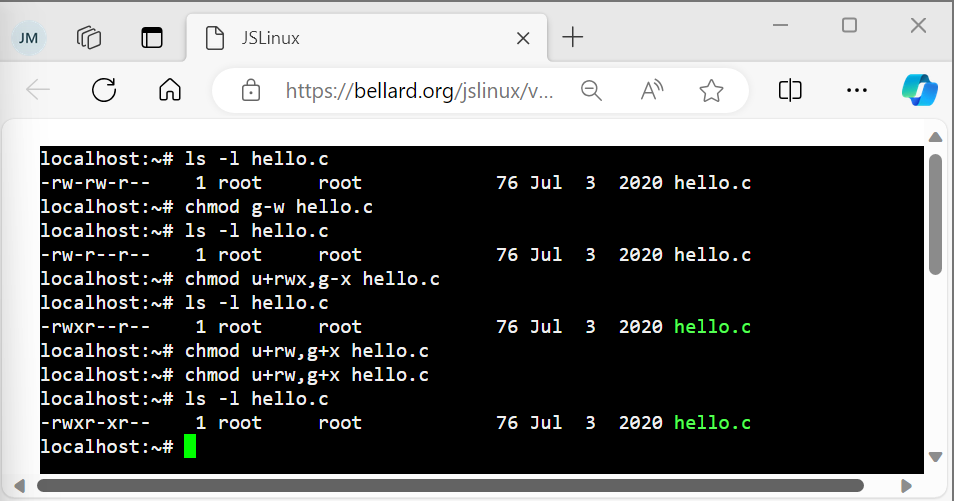 JM
JSLinux
https://bellard.org/jslinux/v...
localhost:~# ls -l hello.c
-rw-rw-r--    1 root     root            76 Jul  3  2020 hello.c
localhost:~# chmod g-w hello.c
localhost:~# ls -l hello.c
-rw-r--r--    1 root     root            76 Jul  3  2020 hello.c
localhost:~# chmod u+rwx,g-x hello.c
localhost:~# ls -l hello.c
-rwxr--r--    1 root     root            76 Jul  3  2020 hello.c
localhost:~# chmod u+rw,g+x hello.c
localhost:~# chmod u+rw,g+x hello.c
localhost:~# ls -l hello.c
-rwxr-xr--    1 root     root            76 Jul  3  2020 hello.c
localhost:~#